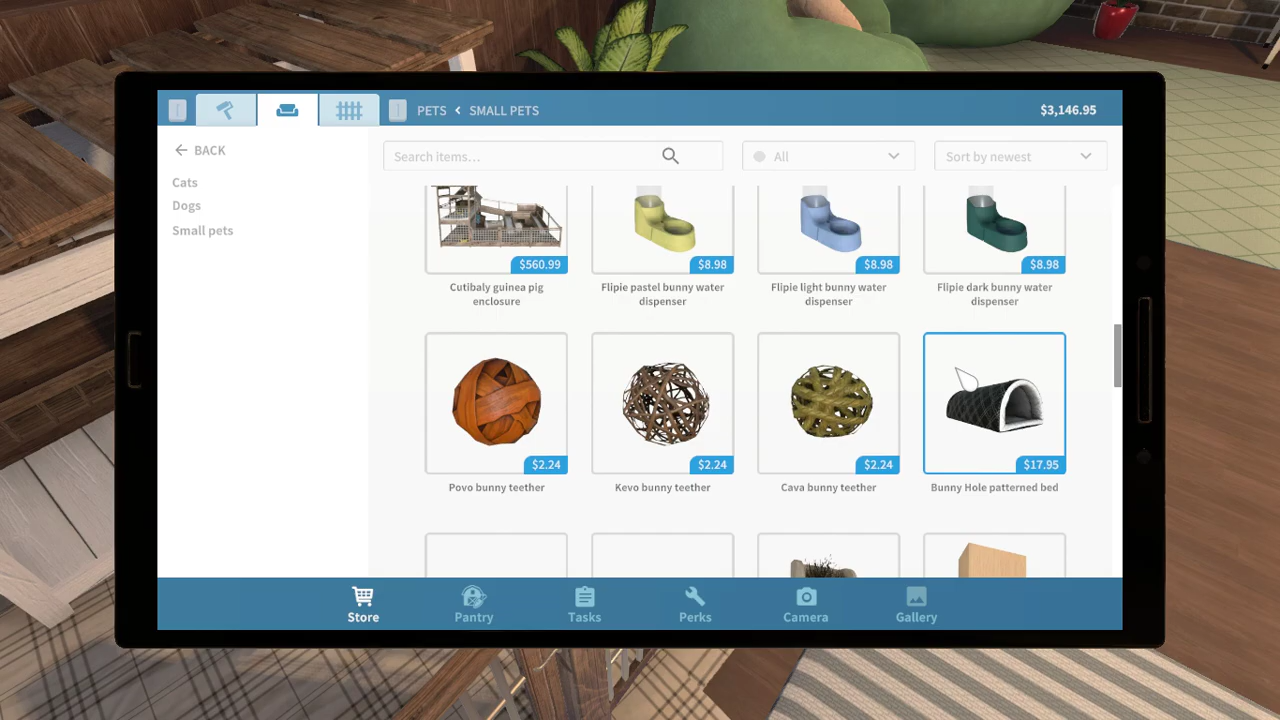 PETS < SMALL PETS
$3,146.95
BACK
Search items...
All
Sort by newest
Cats
Dogs
Small pets
$560.99
$8.98
$8.98
$8.98
Cutibaly guinea pig
enclosure
Flipie pastel bunny water
dispenser
Flipie light bunny water
dispenser
Flipie dark bunny water
dispenser
$2.24
$2.24
$2.24
$17.95
Povo bunny teether
Kevo bunny teether
Cava bunny teether
Bunny Hole patterned bed
Store
Pantry
Tasks
Perks
Camera
Gallery